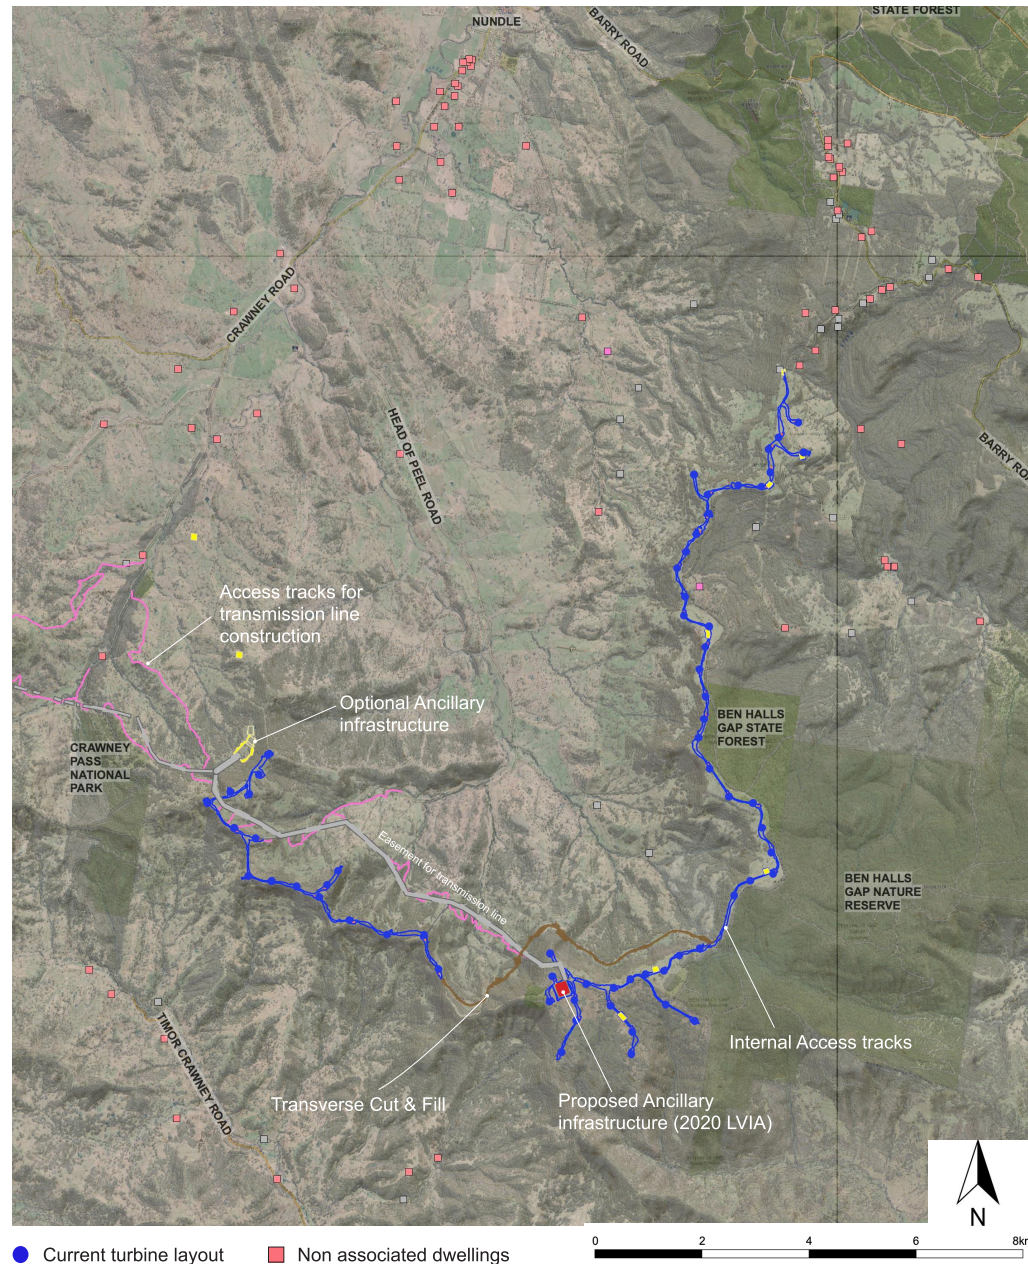 STATE FOREST
NUNDLE
BARRY ROAD
CRAWNEY ROAD
HEAD OF PEEL ROAD
BARRY RO
Access tracks for
transmission line
construction
Optional Ancillary
infrastructure
BEN HALLS
GAP STATE
FOREST
CRAWNEY
PASS
NATIONAL
PARK
Easement for transmission line
BEN HALLS
GAP NATURE
RESERVE
TIMOR CRAWNEY ROAD
Internal Access tracks
Transverse Cut & Fill
Proposed Ancillary
infrastructure (2020 LVIA)
N
Current turbine layout
Non associated dwellings
0 2 4 6 8k